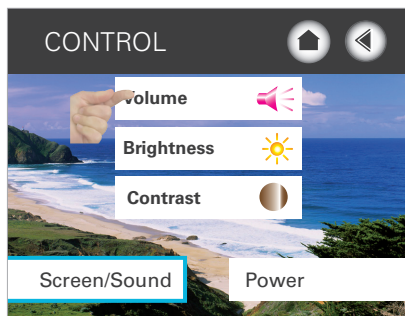 CONTROL
Volume
Brightness
Contrast
Screen/Sound
Power